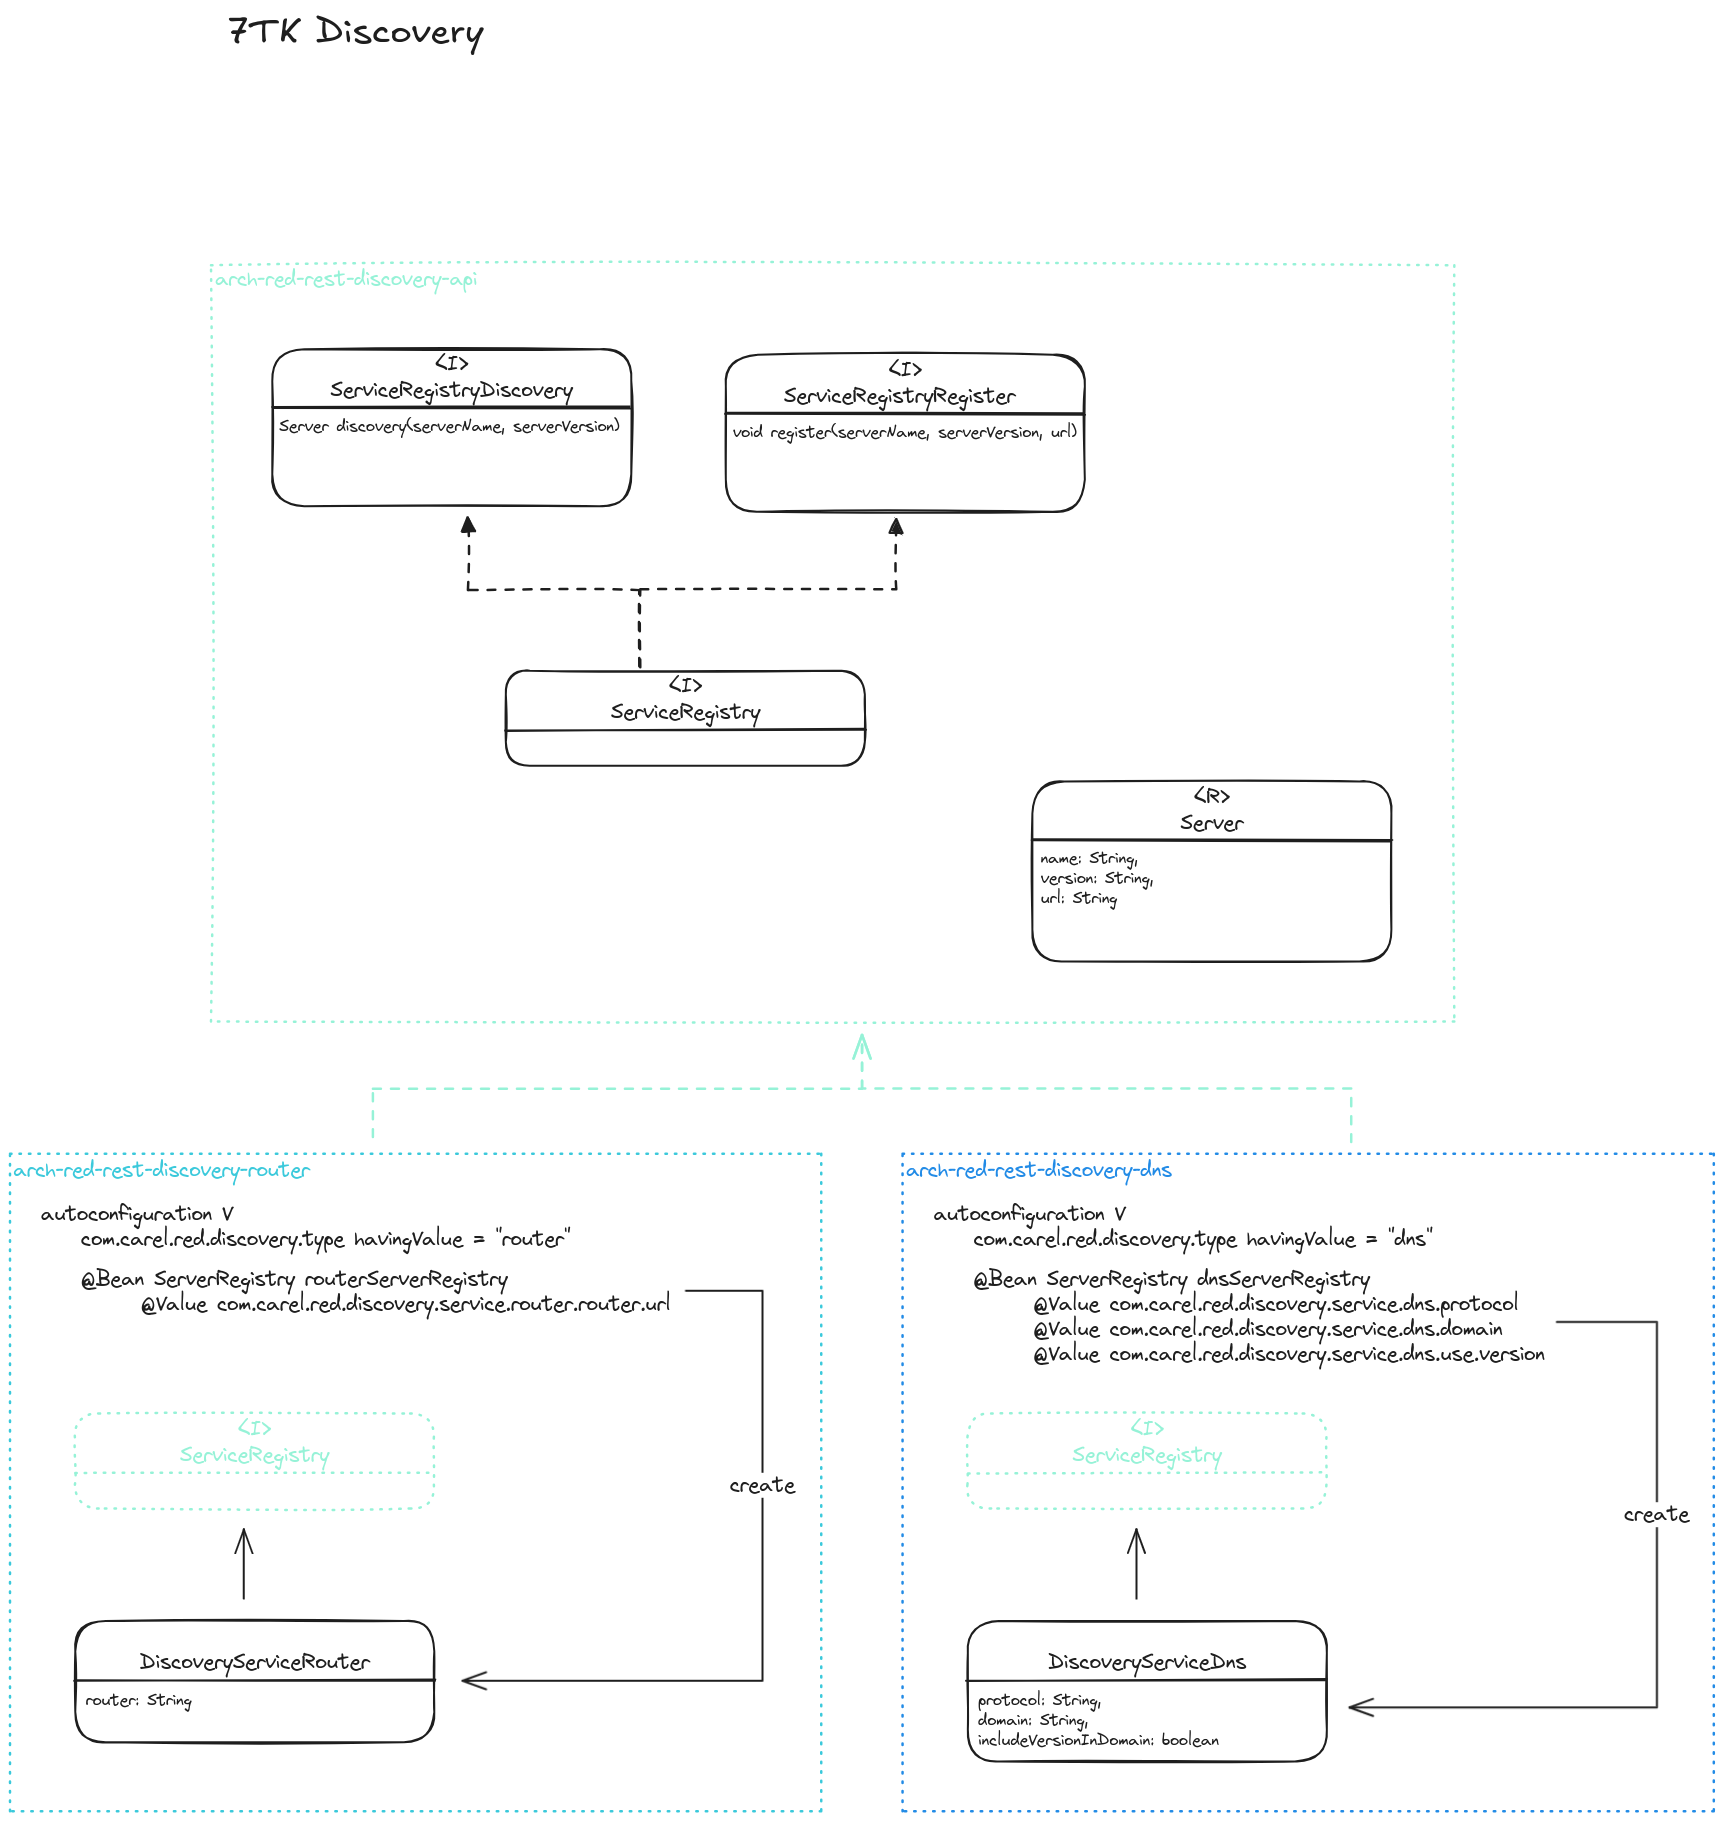 7TK Discovery
arch-red-rest-discovery-api
<I>
ServiceRegistryDiscovery
Server discovery(serverName, serverVersion)
<I>
ServiceRegistryRegister
void register(serverName, serverVersion, url)
<I>
ServiceRegistry
<R>
Server
name: String,
version: String,
url: String
arch-red-rest-discovery-router
autoconfiguration V
com.carel.red.discovery.type havingValue = "router"
@Bean ServerRegistry routerServerRegistry
@Value com.carel.red.discovery.service.router.router.url
<I>
ServiceRegistry
create
DiscoveryServiceRouter
router: String
arch-red-rest-discovery-dns
autoconfiguration V
com.carel.red.discovery.type havingValue = "dns"
@Bean ServerRegistry dnsServerRegistry
@Value com.carel.red.discovery.service.dns.protocol
@Value com.carel.red.discovery.service.dns.domain
@Value com.carel.red.discovery.service.dns.use.version
<I>
ServiceRegistry
create
DiscoveryServiceDns
protocol: String,
domain: String,
includeVersionInDomain: boolean